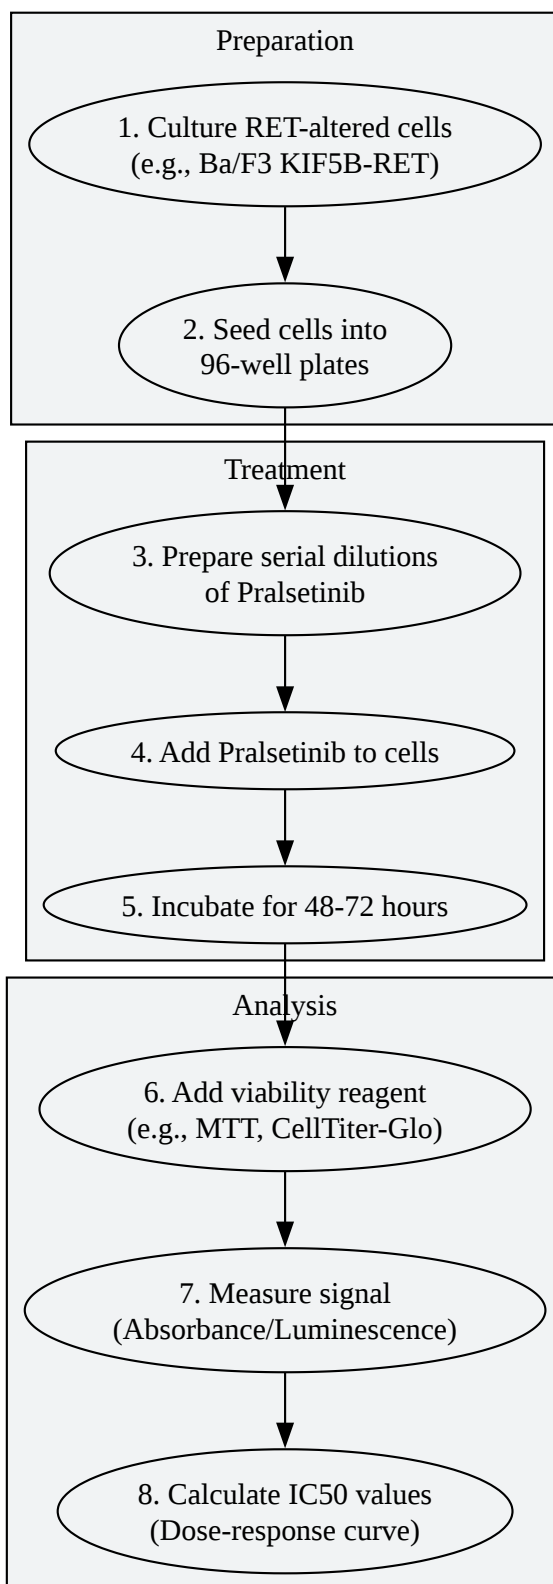 Preparation
1. Culture RET-altered cells
(e.g., Ba/F3 KIF5B-RET)
2. Seed cells into
96-well plates
Treatment
3. Prepare serial dilutions
of Pralsetinib
4. Add Pralsetinib to cells
5. Incubate for 48-72 hours
Analysis
6. Add viability reagent
(e.g., MTT, CellTiter-Glo)
7. Measure signal
(Absorbance/Luminescence)
8. Calculate IC50 values
(Dose-response curve)